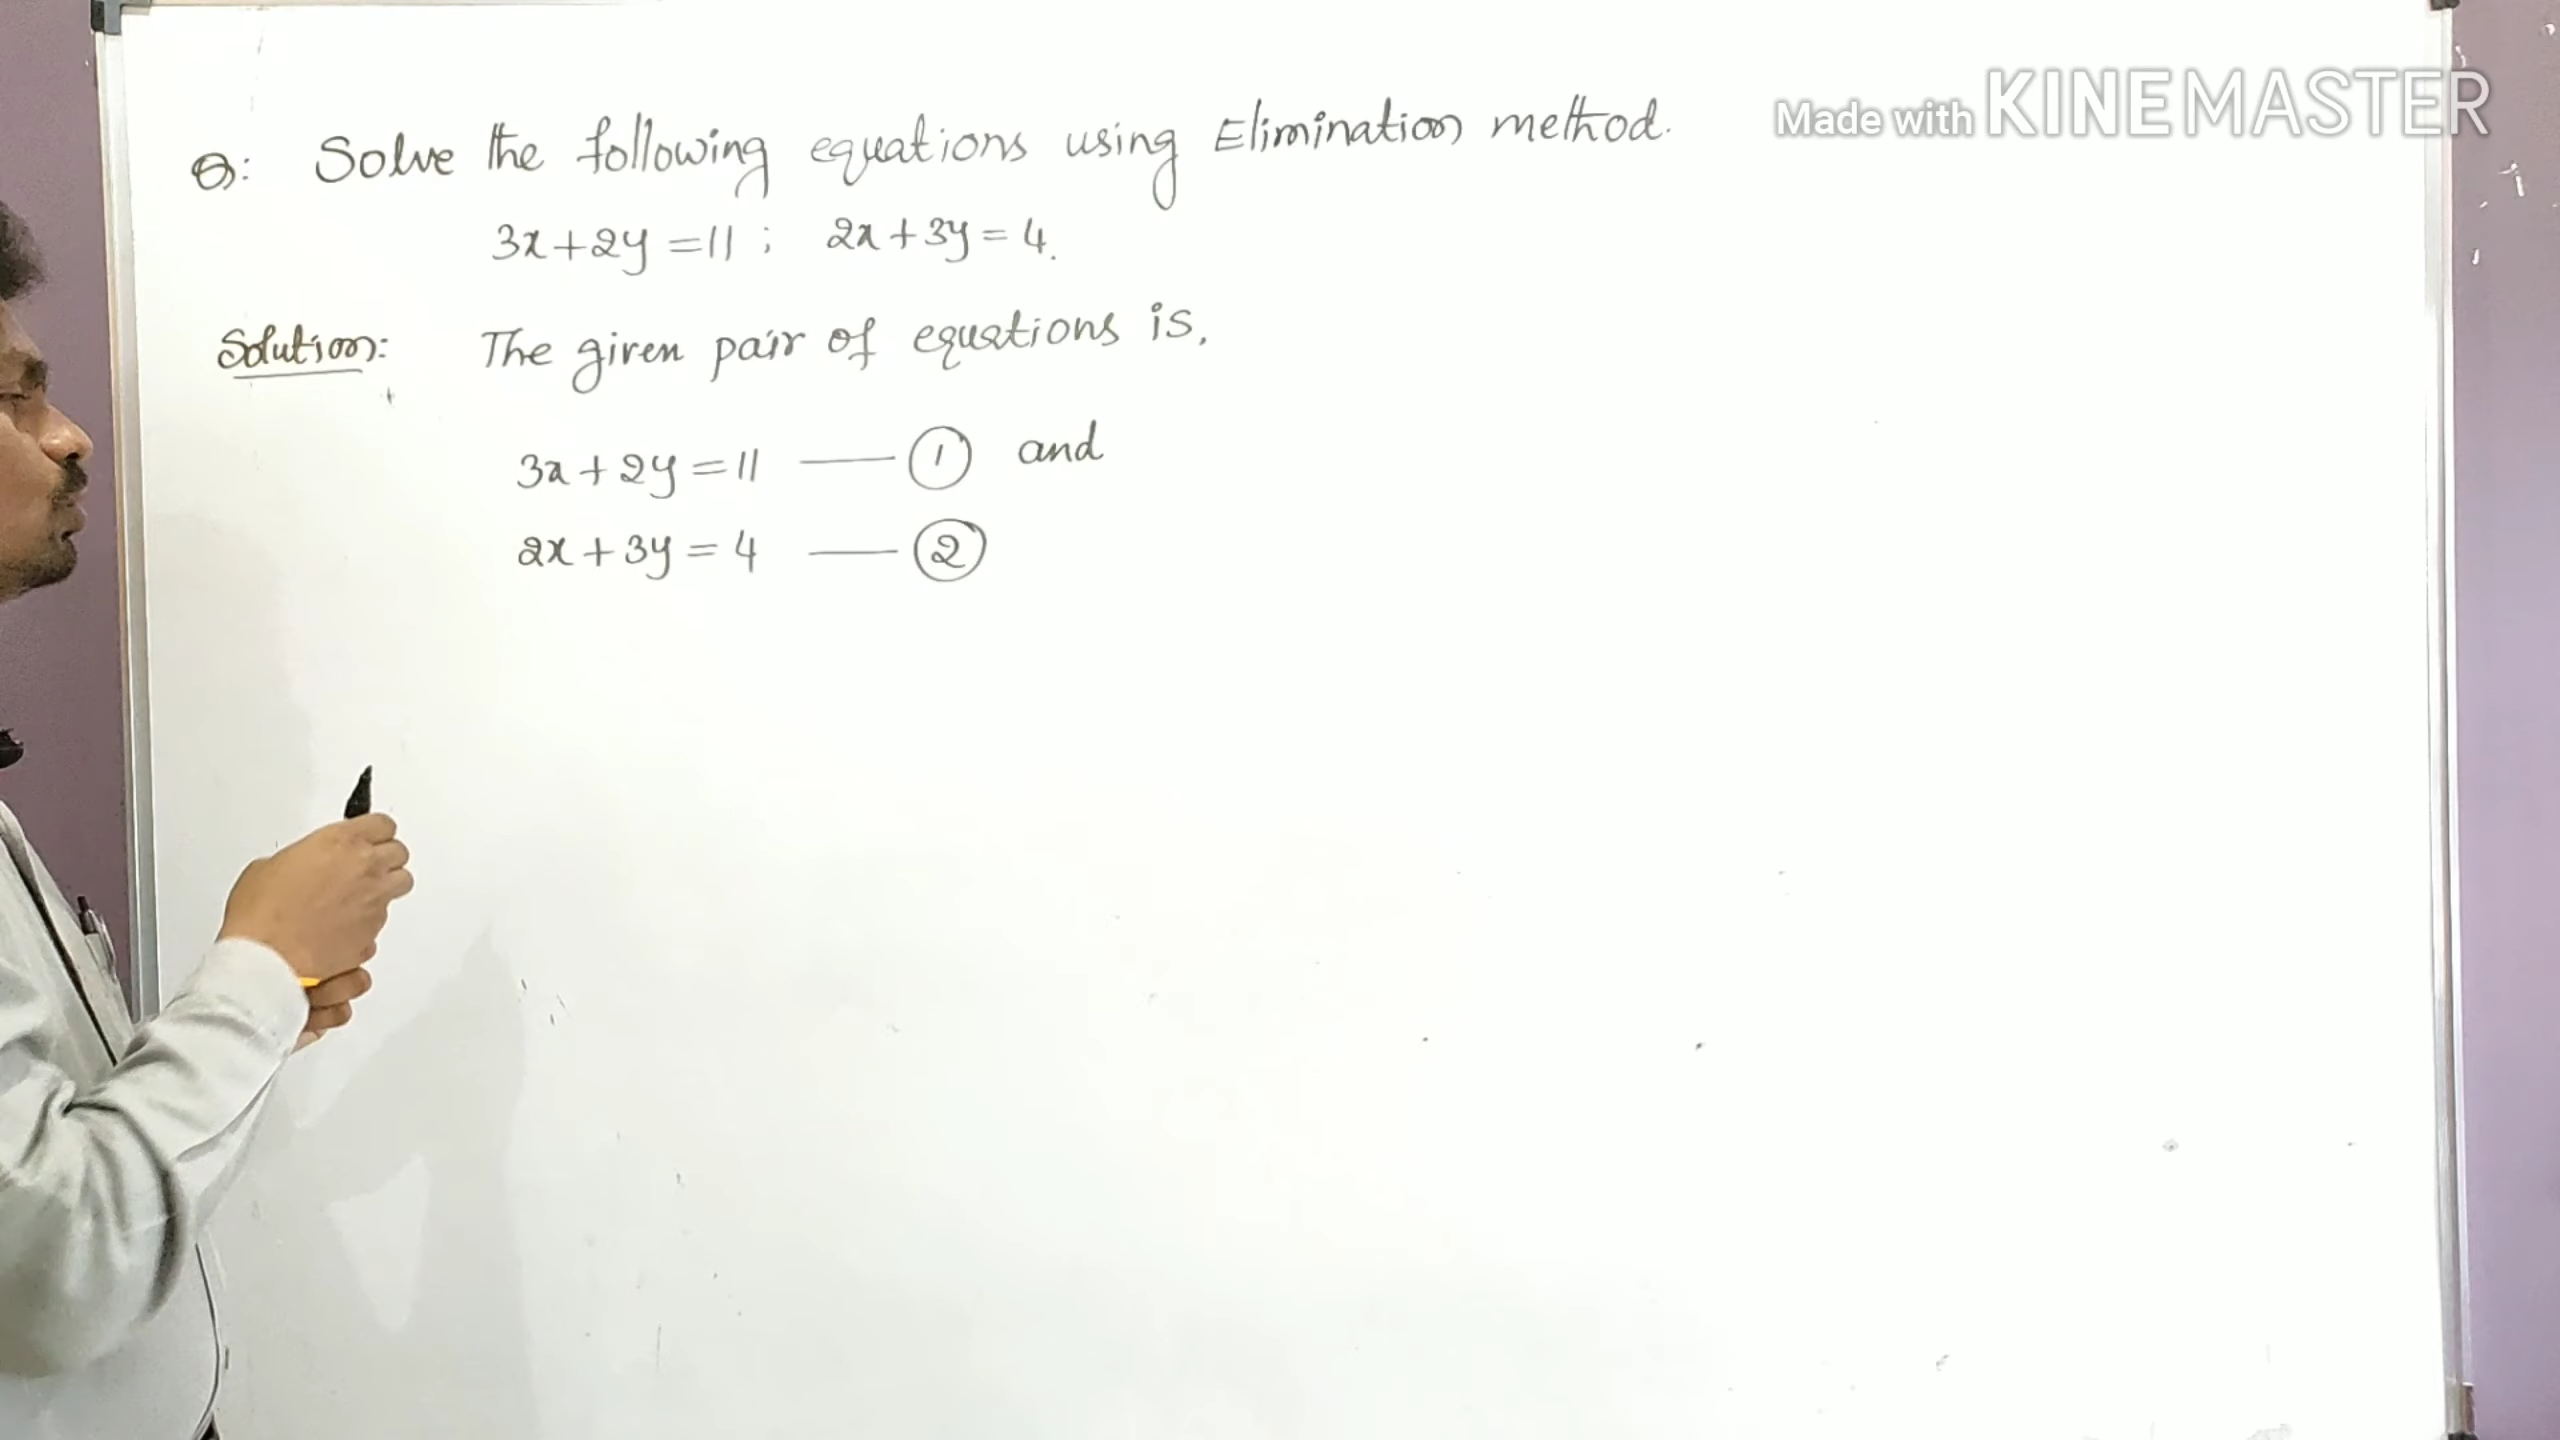 Made with KINEMASTER
Q: Solve the following equations using Elimination method.
3x+2y=11 ; 2x+3y=4.
Solution: The given pair of equations is,
3x+2y=11 —— ① and
2x+3y=4 —— ②